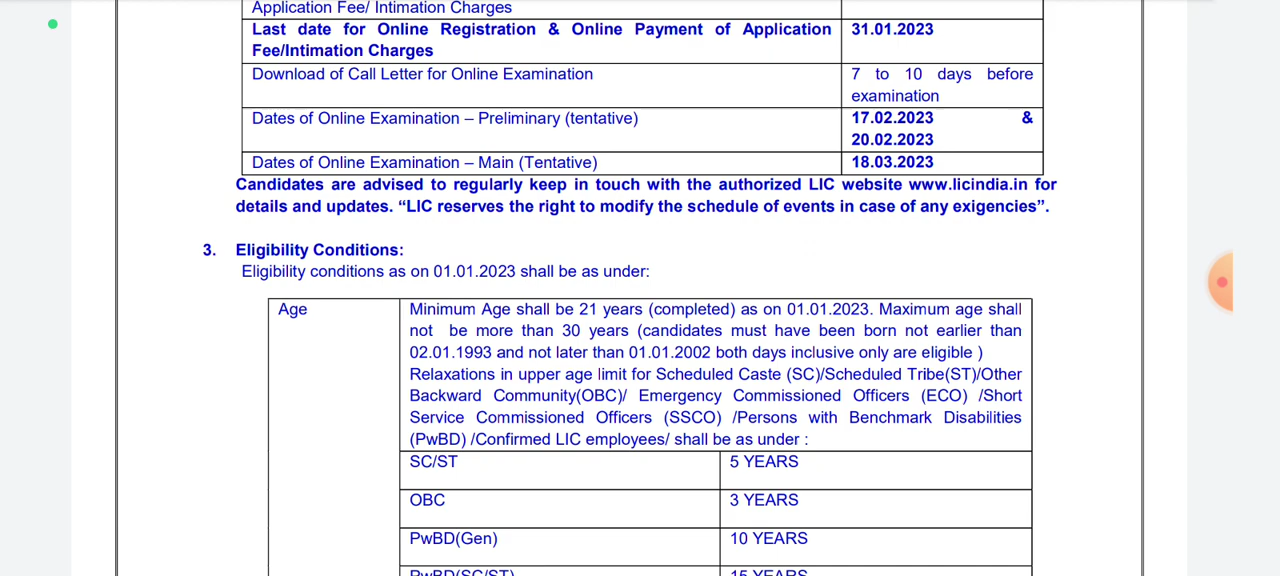 Application Fee/ Intimation Charges
Last date for Online Registration & Online Payment of Application 31.01.2023
Fee/Intimation Charges
Download of Call Letter for Online Examination 7 to 10 days before
examination
Dates of Online Examination – Preliminary (tentative) 17.02.2023 &
20.02.2023
Dates of Online Examination – Main (Tentative) 18.03.2023
Candidates are advised to regularly keep in touch with the authorized LIC website www.licindia.in for
details and updates. “LIC reserves the right to modify the schedule of events in case of any exigencies”.
3. Eligibility Conditions:
Eligibility conditions as on 01.01.2023 shall be as under:
Age Minimum Age shall be 21 years (completed) as on 01.01.2023. Maximum age shall
not be more than 30 years (candidates must have been born not earlier than
02.01.1993 and not later than 01.01.2002 both days inclusive only are eligible )
Relaxations in upper age limit for Scheduled Caste (SC)/Scheduled Tribe(ST)/Other
Backward Community(OBC)/ Emergency Commissioned Officers (ECO) /Short
Service Commissioned Officers (SSCO) /Persons with Benchmark Disabilities
(PwBD) /Confirmed LIC employees/ shall be as under :
SC/ST 5 YEARS
OBC 3 YEARS
PwBD(Gen) 10 YEARS
PwBD(SC/ST) 15 YEARS